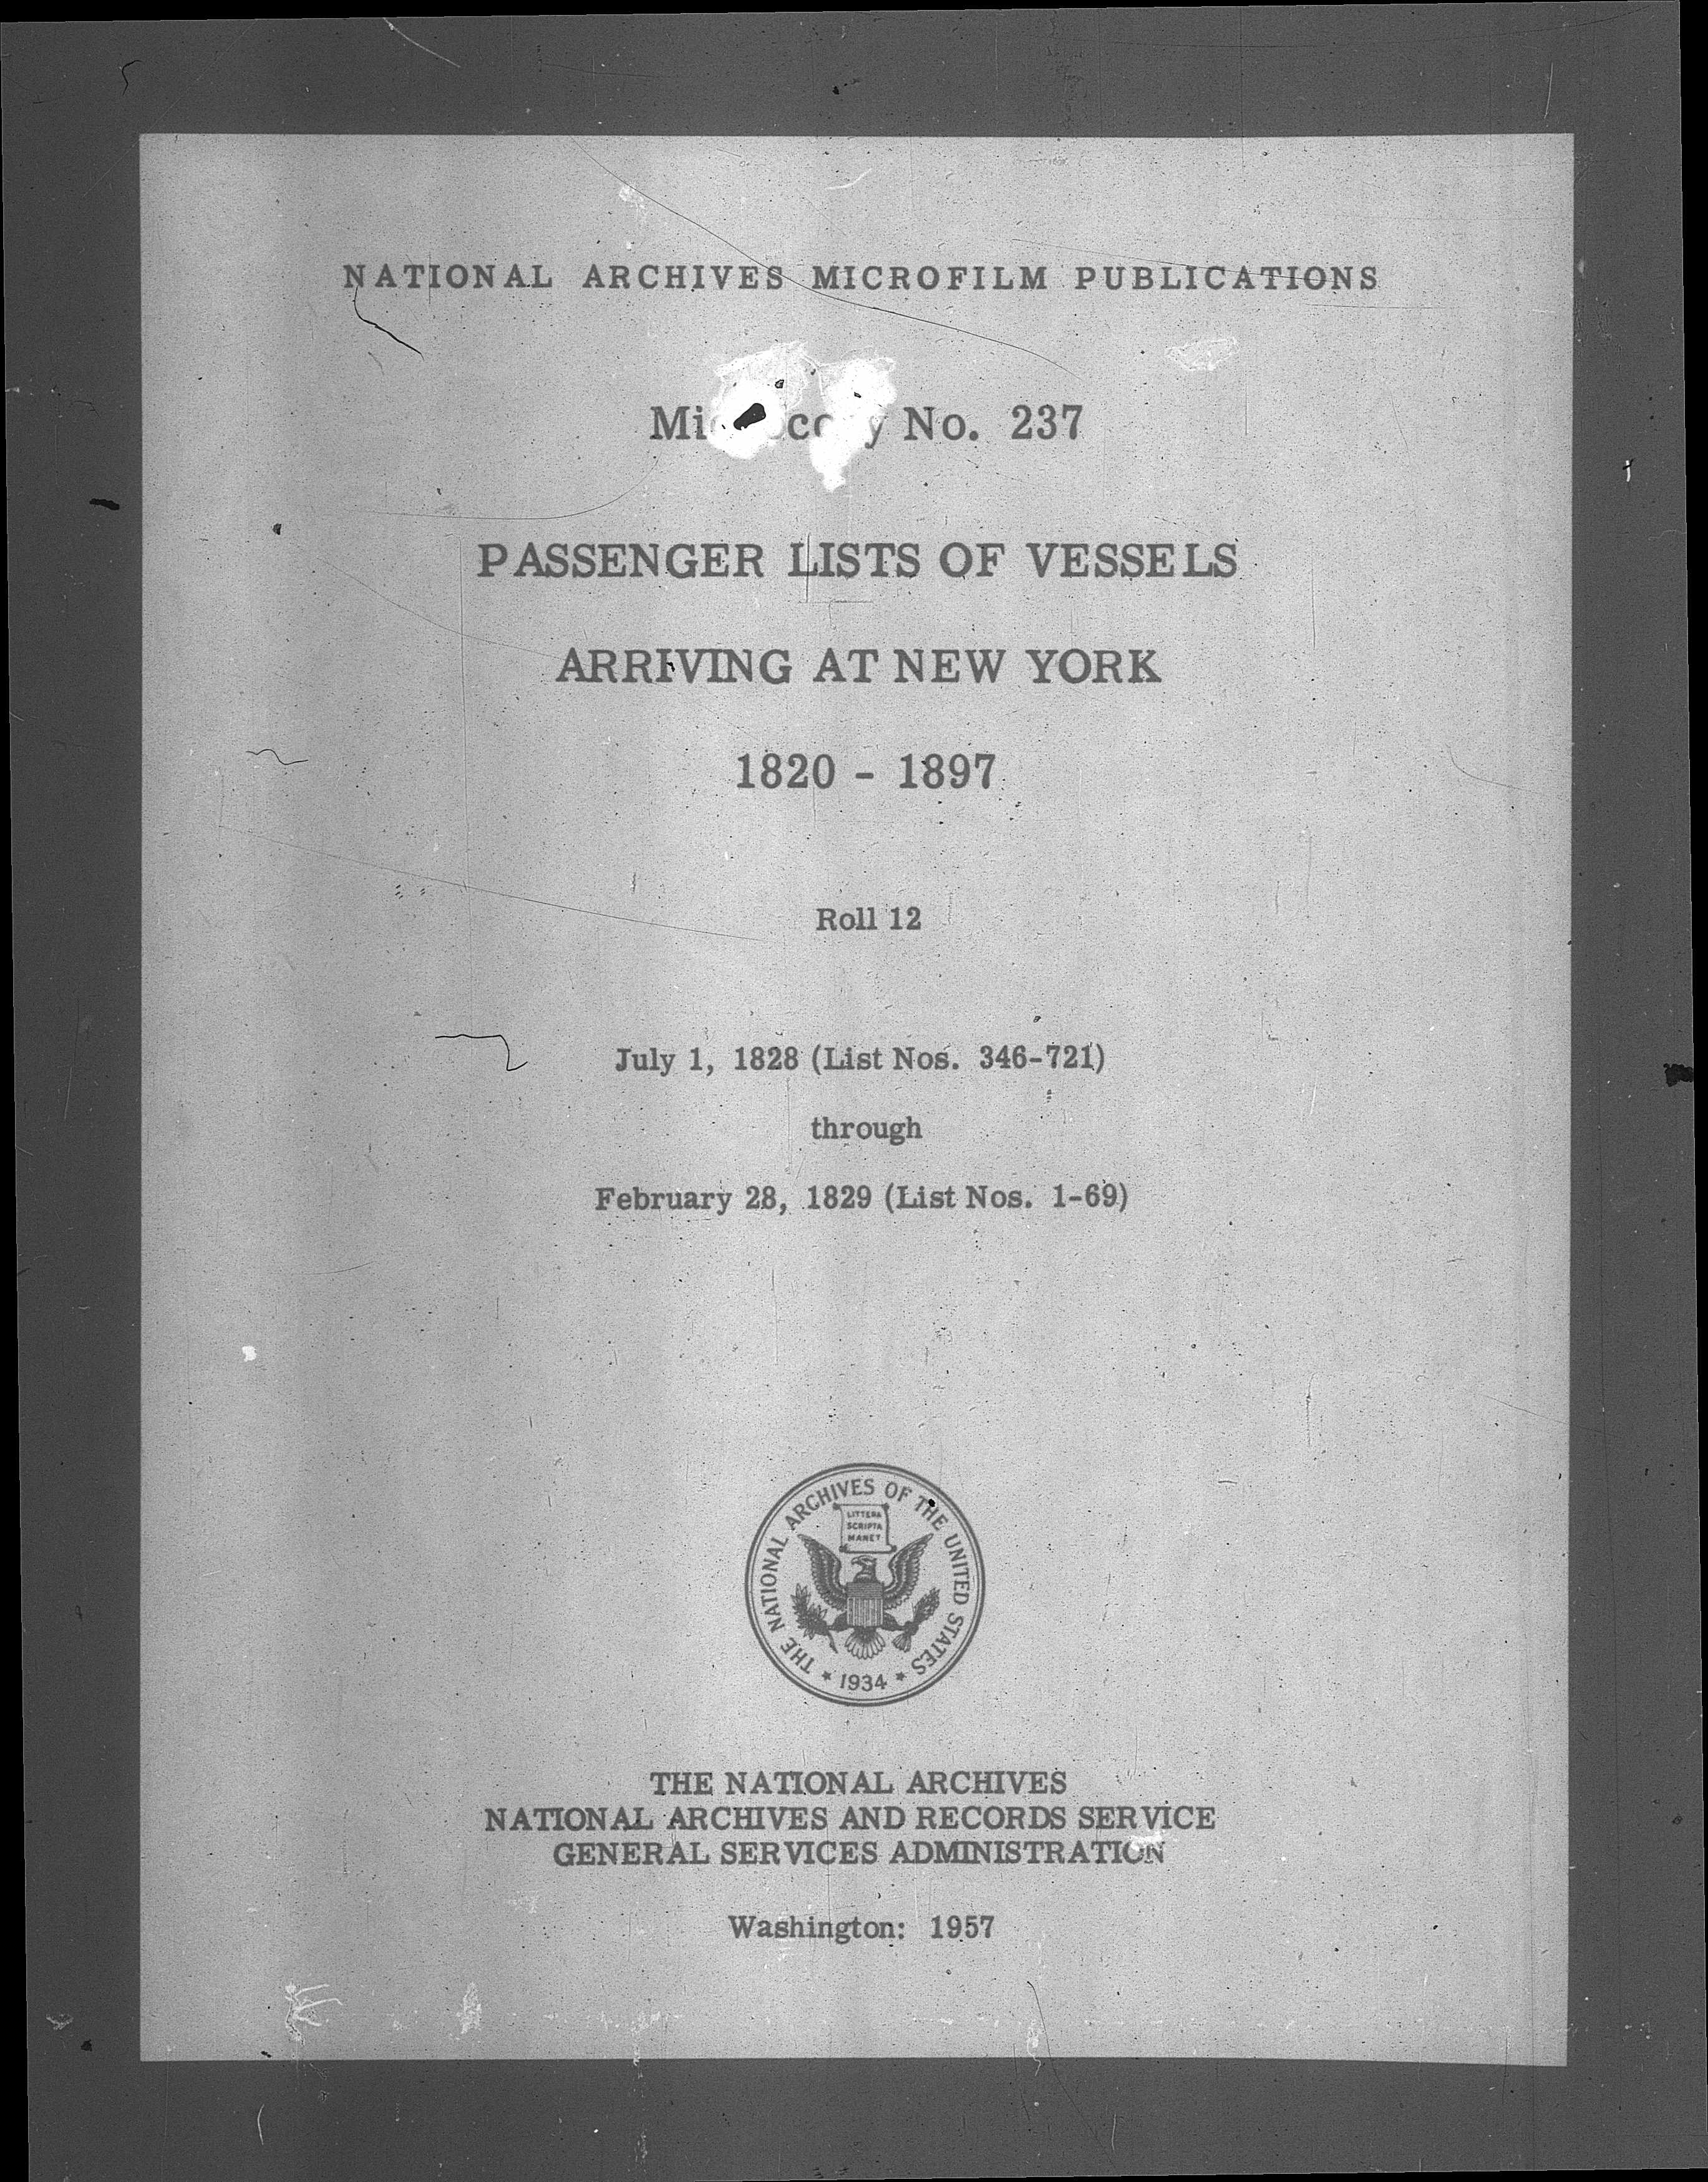 NATIONAL ARCHIVES MICROFILM PUBLICATIONS
No. 237
PASSENGER LISTS OF VESSELS
ARRIVING AT NEW YORK
1820 - 1897
Roll 12
July 1, 1828 (List Nos. 346-721)
through
February 28, 1829 (List Nos. 1-69)
THE NATIONAL ARCHIVES OF THE UNITED STATES
LITTERA
SCRIPTA
MANET
* 1934 *
THE NATIONAL ARCHIVES
NATIONAL ARCHIVES AND RECORDS SERVICE
GENERAL SERVICES ADMINISTRATION
Washington: 1957